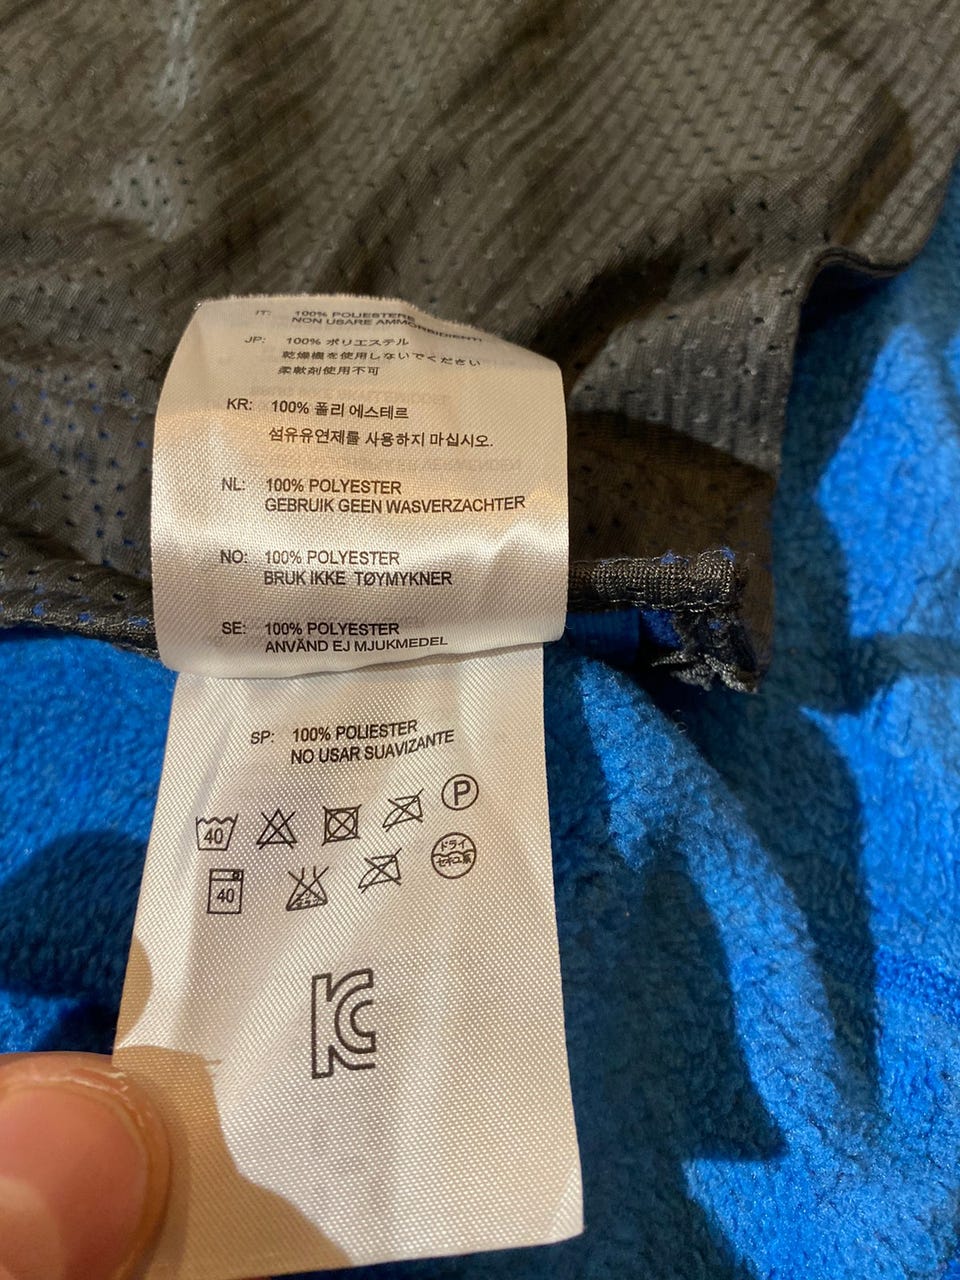 IT: 100% POLIESTERE
NON USARE AMMORBIDENTI
JP: 100% ポリエステル
乾燥機を使用しないでください
柔軟剤使用不可
KR: 100% 폴리 에스테르
섬유유연제를 사용하지 마십시오.
NL: 100% POLYESTER
GEBRUIK GEEN WASVERZACHTER
NO: 100% POLYESTER
BRUK IKKE TØYMYKNER
SE: 100% POLYESTER
ANVÄND EJ MJUKMEDEL
SP: 100% POLIESTER
NO USAR SUAVIZANTE
40
P
40
ドライ
セキユ系
KC